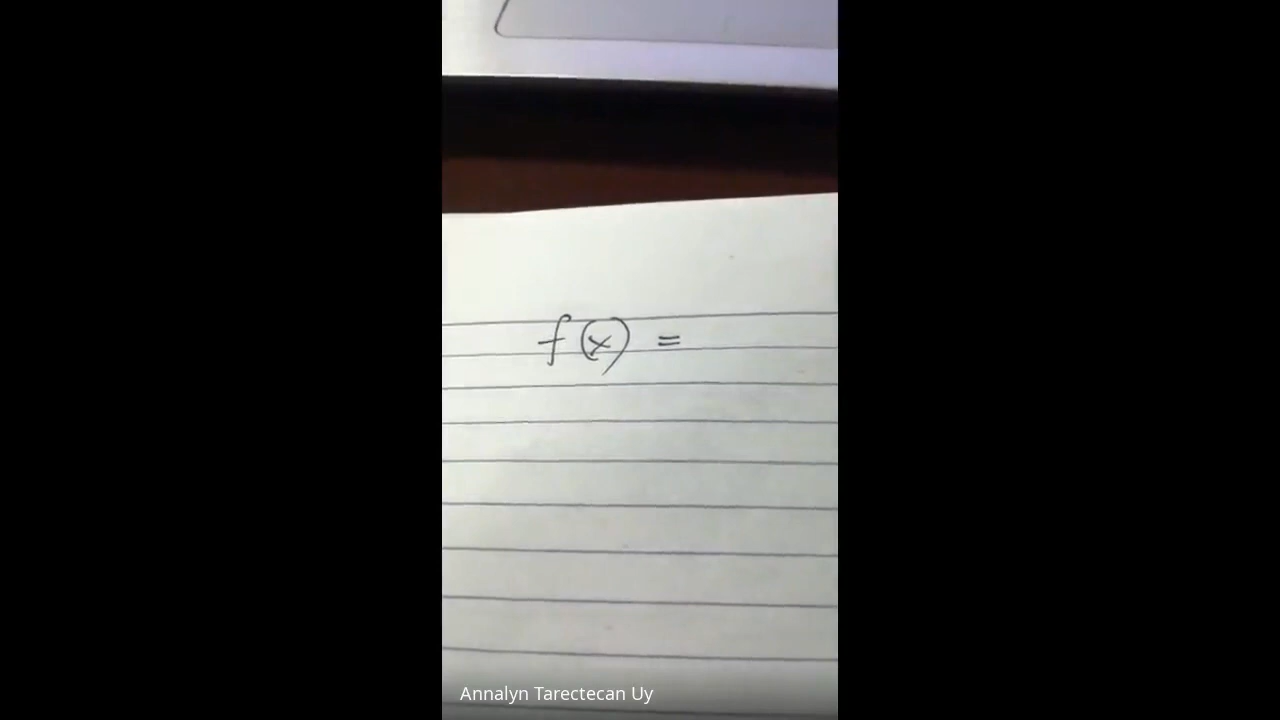 f(x) =
Annalyn Tarectecan Uy